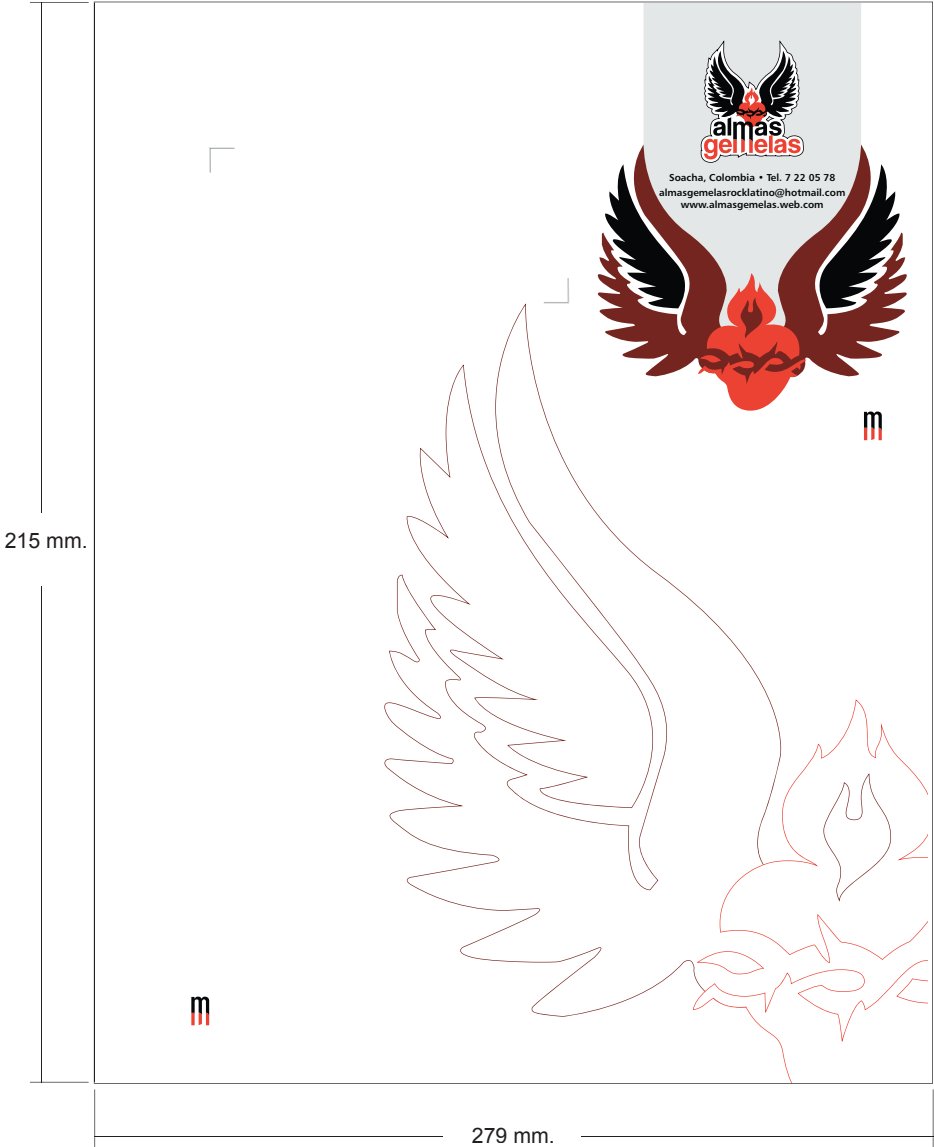 almas
gemelas
Soacha, Colombia • Tel. 7 22 05 78
almasgemelasrocklatino@hotmail.com
www.almasgemelas.web.com
m
215 mm.
m
279 mm.